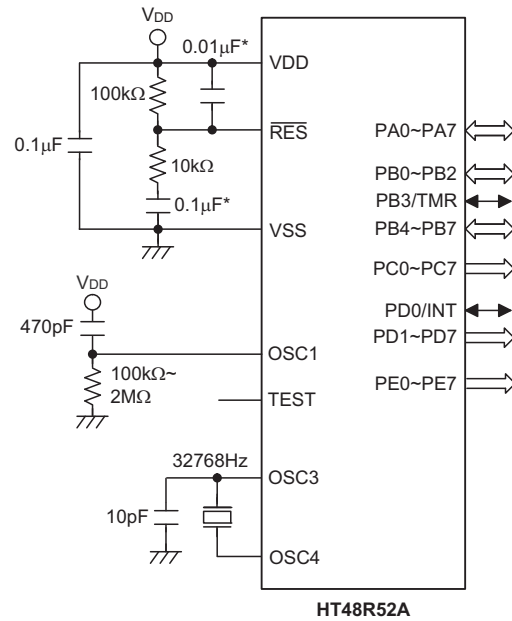 VDD
0.01μF*
VDD
100kΩ
RES
0.1μF
10kΩ
0.1μF*
VSS
VDD
470pF
OSC1
100kΩ~
2MΩ
TEST
32768Hz
OSC3
10pF
OSC4
PA0~PA7
PB0~PB2
PB3/TMR
PB4~PB7
PC0~PC7
PD0/INT
PD1~PD7
PE0~PE7
HT48R52A